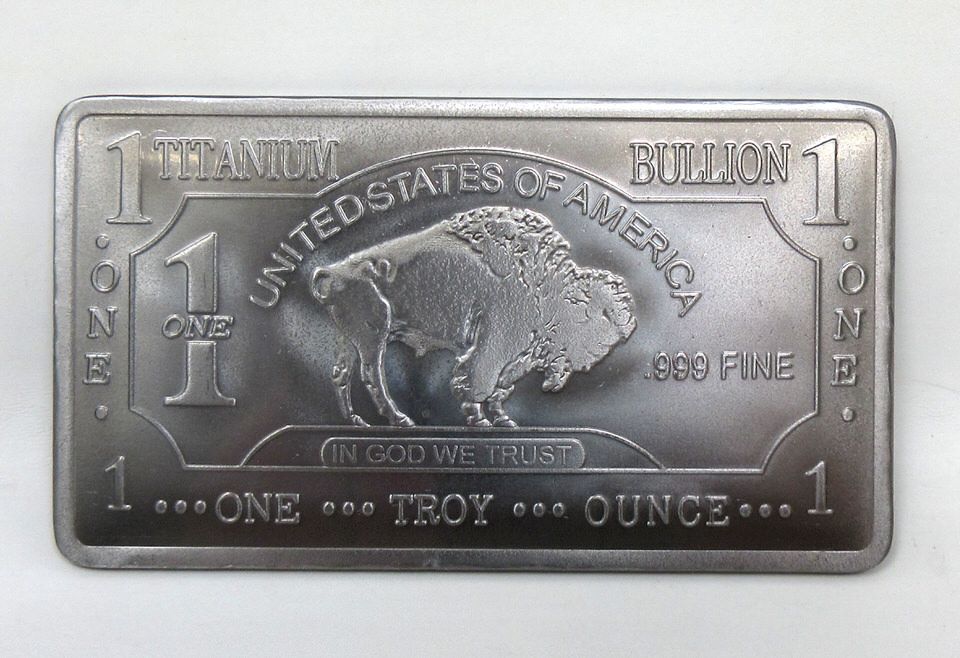 1 TITANIUM BULLION 1
UNITED STATES OF AMERICA
ONE
1
ONE
ONE
.999 FINE
IN GOD WE TRUST
1 •••ONE ••• TROY ••• OUNCE••• 1